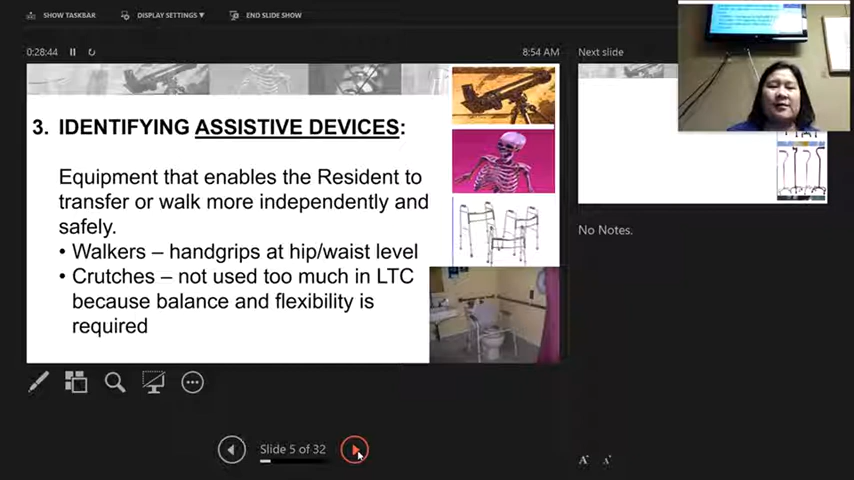 SHOW TASKBAR
DISPLAY SETTINGS ▼
END SLIDE SHOW
0:28:44
8:54 AM
Next slide
3. IDENTIFYING ASSISTIVE DEVICES:
Equipment that enables the Resident to
transfer or walk more independently and
safely.
• Walkers – handgrips at hip/waist level
• Crutches – not used too much in LTC
because balance and flexibility is
required
No Notes.
Slide 5 of 32
A A